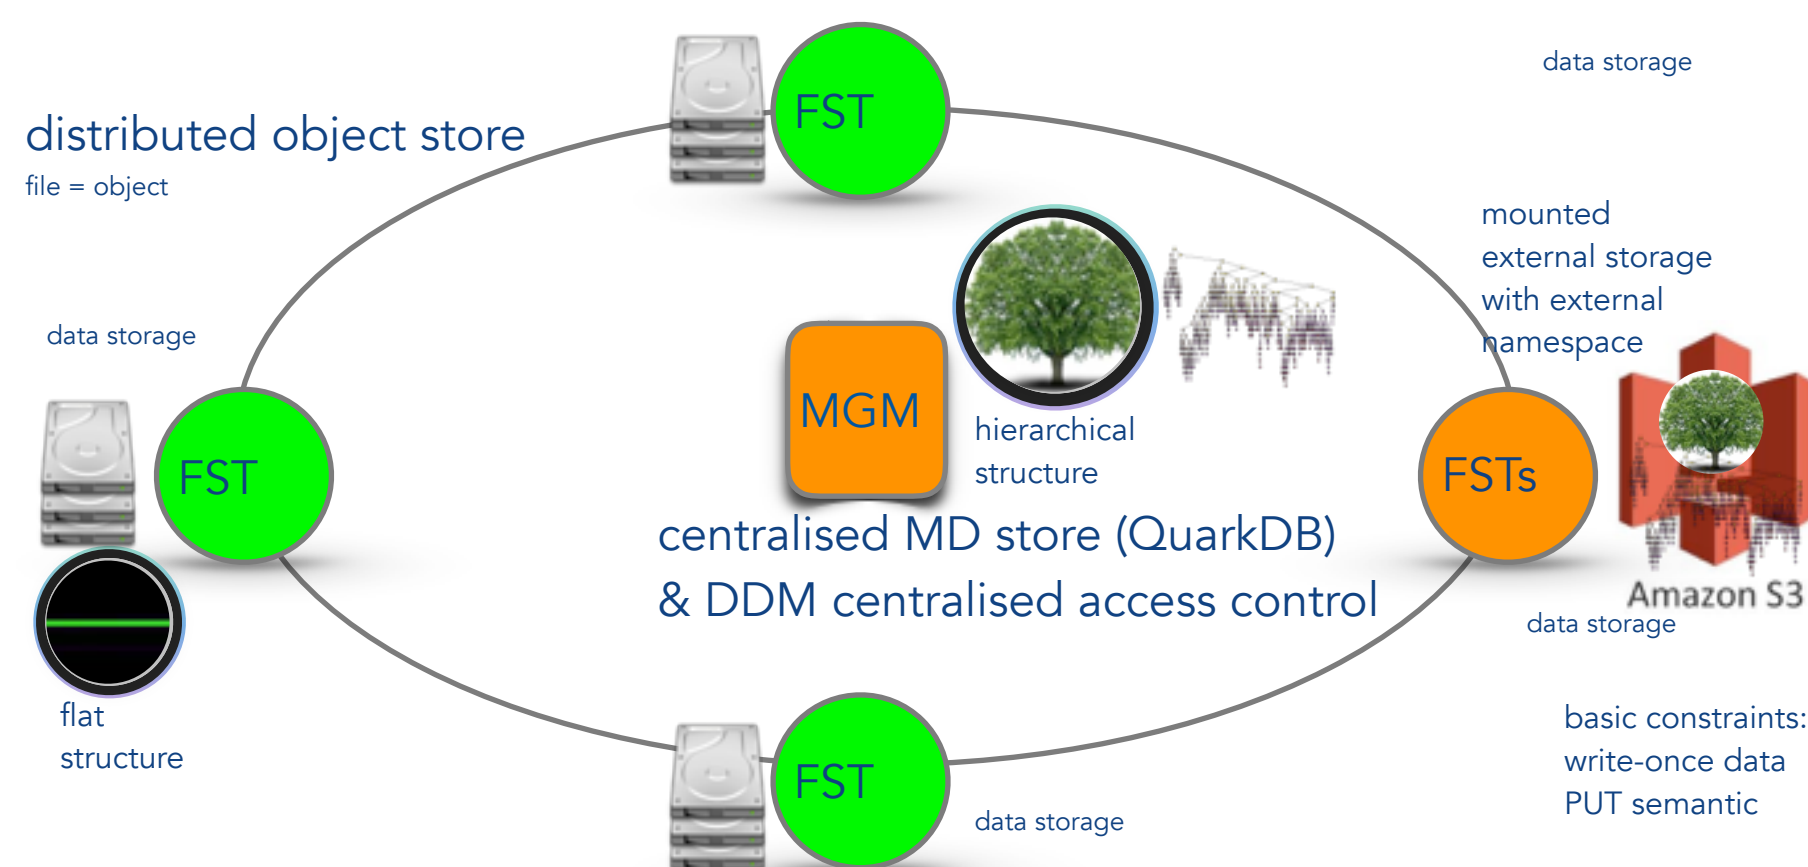 data storage
FST
distributed object store
file = object
mounted
external storage
with external
namespace
data storage
MGM
hierarchical
structure
FST
FSTs
centralised MD store (QuarkDB)
& DDM centralised access control
Amazon S3
data storage
flat
structure
basic constraints:
write-once data
PUT semantic
FST
data storage